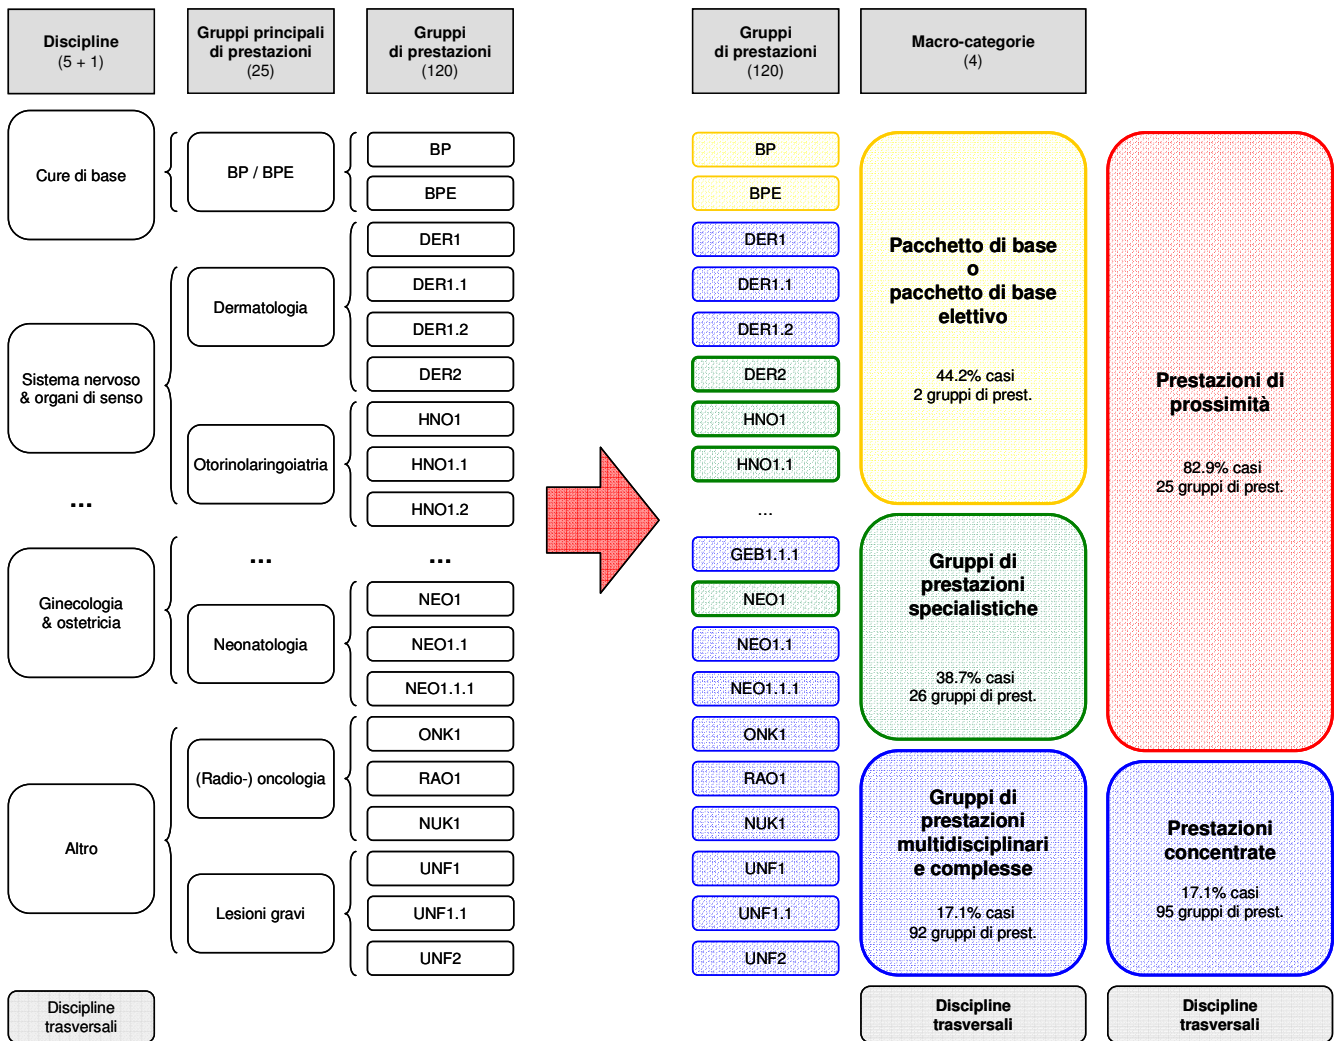 Discipline
(5 + 1)
Gruppi principali
di prestazioni
(25)
Gruppi
di prestazioni
(120)
Gruppi
di prestazioni
(120)
Macro-categorie
(4)
Cure di base
Sistema nervoso
& organi di senso
...
Ginecologia
& ostetricia
Altro
Discipline
trasversali
BP / BPE
Dermatologia
Otorinolaringoiatria
...
Neonatologia
(Radio-) oncologia
Lesioni gravi
BP
BPE
DER1
DER1.1
DER1.2
DER2
HNO1
HNO1.1
HNO1.2
...
NEO1
NEO1.1
NEO1.1.1
ONK1
RAO1
NUK1
UNF1
UNF1.1
UNF2
BP
BPE
DER1
DER1.1
DER1.2
DER2
HNO1
HNO1.1
...
GEB1.1.1
NEO1
NEO1.1
NEO1.1.1
ONK1
RAO1
NUK1
UNF1
UNF1.1
UNF2
Pacchetto di base
o
pacchetto di base
elettivo
44.2% casi
2 gruppi di prest.
Gruppi di
prestazioni
specialistiche
38.7% casi
26 gruppi di prest.
Gruppi di
prestazioni
multidisciplinari
e complesse
17.1% casi
92 gruppi di prest.
Discipline
trasversali
Prestazioni di
prossimità
82.9% casi
25 gruppi di prest.
Prestazioni
concentrate
17.1% casi
95 gruppi di prest.
Discipline
trasversali